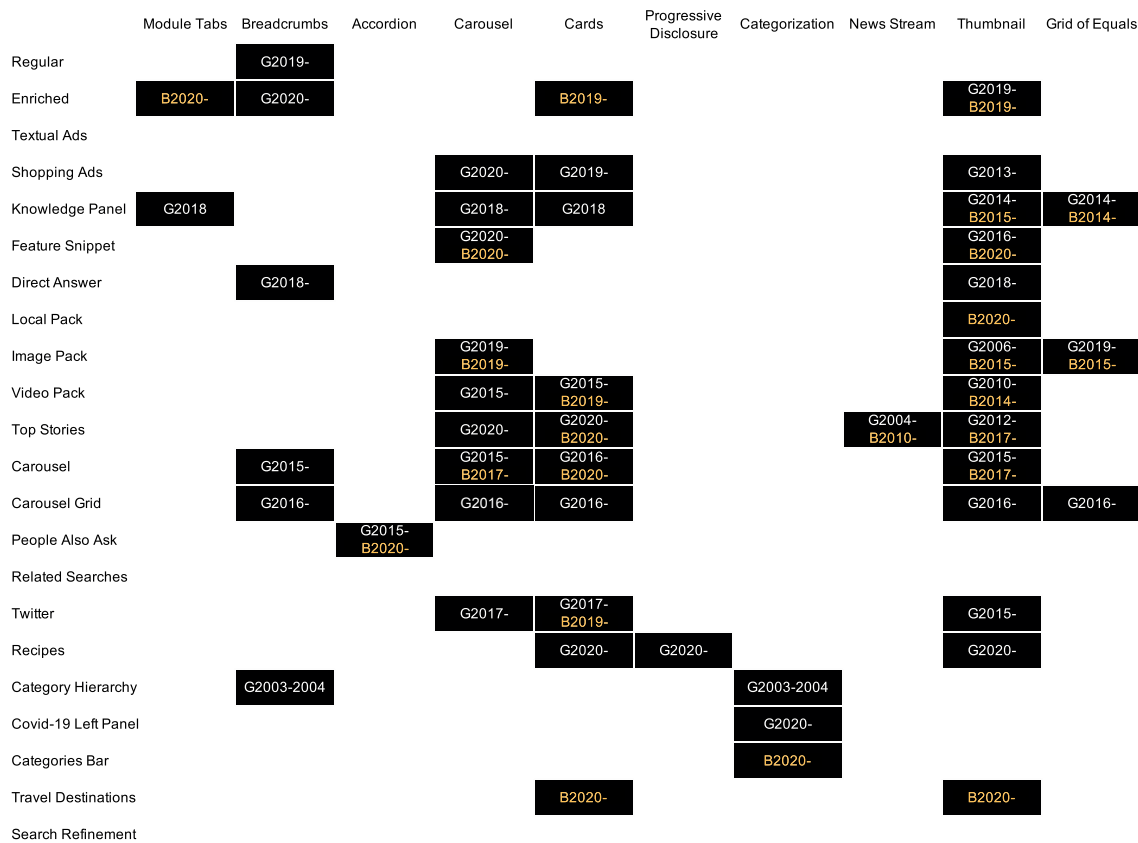 Module Tabs Breadcrumbs Accordion Carousel Cards Progressive Disclosure Categorization News Stream Thumbnail Grid of Equals
Regular G2019-
Enriched B2020- G2020- B2019- G2019- B2019-
Textual Ads
Shopping Ads G2020- G2019- G2013-
Knowledge Panel G2018 G2018- G2018 G2014- B2015- G2014- B2014-
Feature Snippet G2020- B2020- G2016- B2020-
Direct Answer G2018- G2018-
Local Pack B2020-
Image Pack G2019- B2019- G2006- B2015- G2019- B2015-
Video Pack G2015- G2015- B2019- G2010- B2014-
Top Stories G2020- G2020- B2020- G2004- B2010- G2012- B2017-
Carousel G2015- G2015- B2017- G2016- B2020- G2015- B2017-
Carousel Grid G2016- G2016- G2016- G2016- G2016-
People Also Ask G2015- B2020-
Related Searches
Twitter G2017- G2017- B2019- G2015-
Recipes G2020- G2020- G2020-
Category Hierarchy G2003-2004 G2003-2004
Covid-19 Left Panel G2020-
Categories Bar B2020-
Travel Destinations B2020- B2020-
Search Refinement